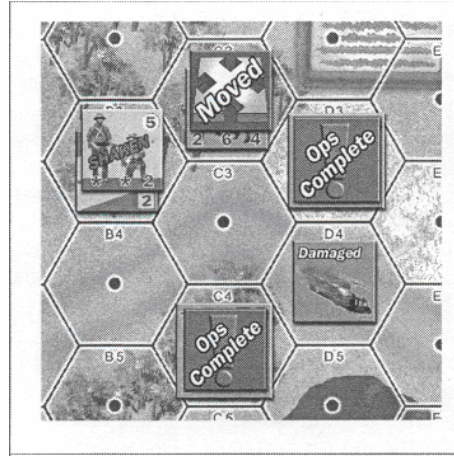 E
Moved
2 6 4
5
SHAKEN
* * 2
2
D3
Ops
Complete
C3
E
B4
D4
Damaged
C4
Ops
Complete
E
B5
D5
C5
E